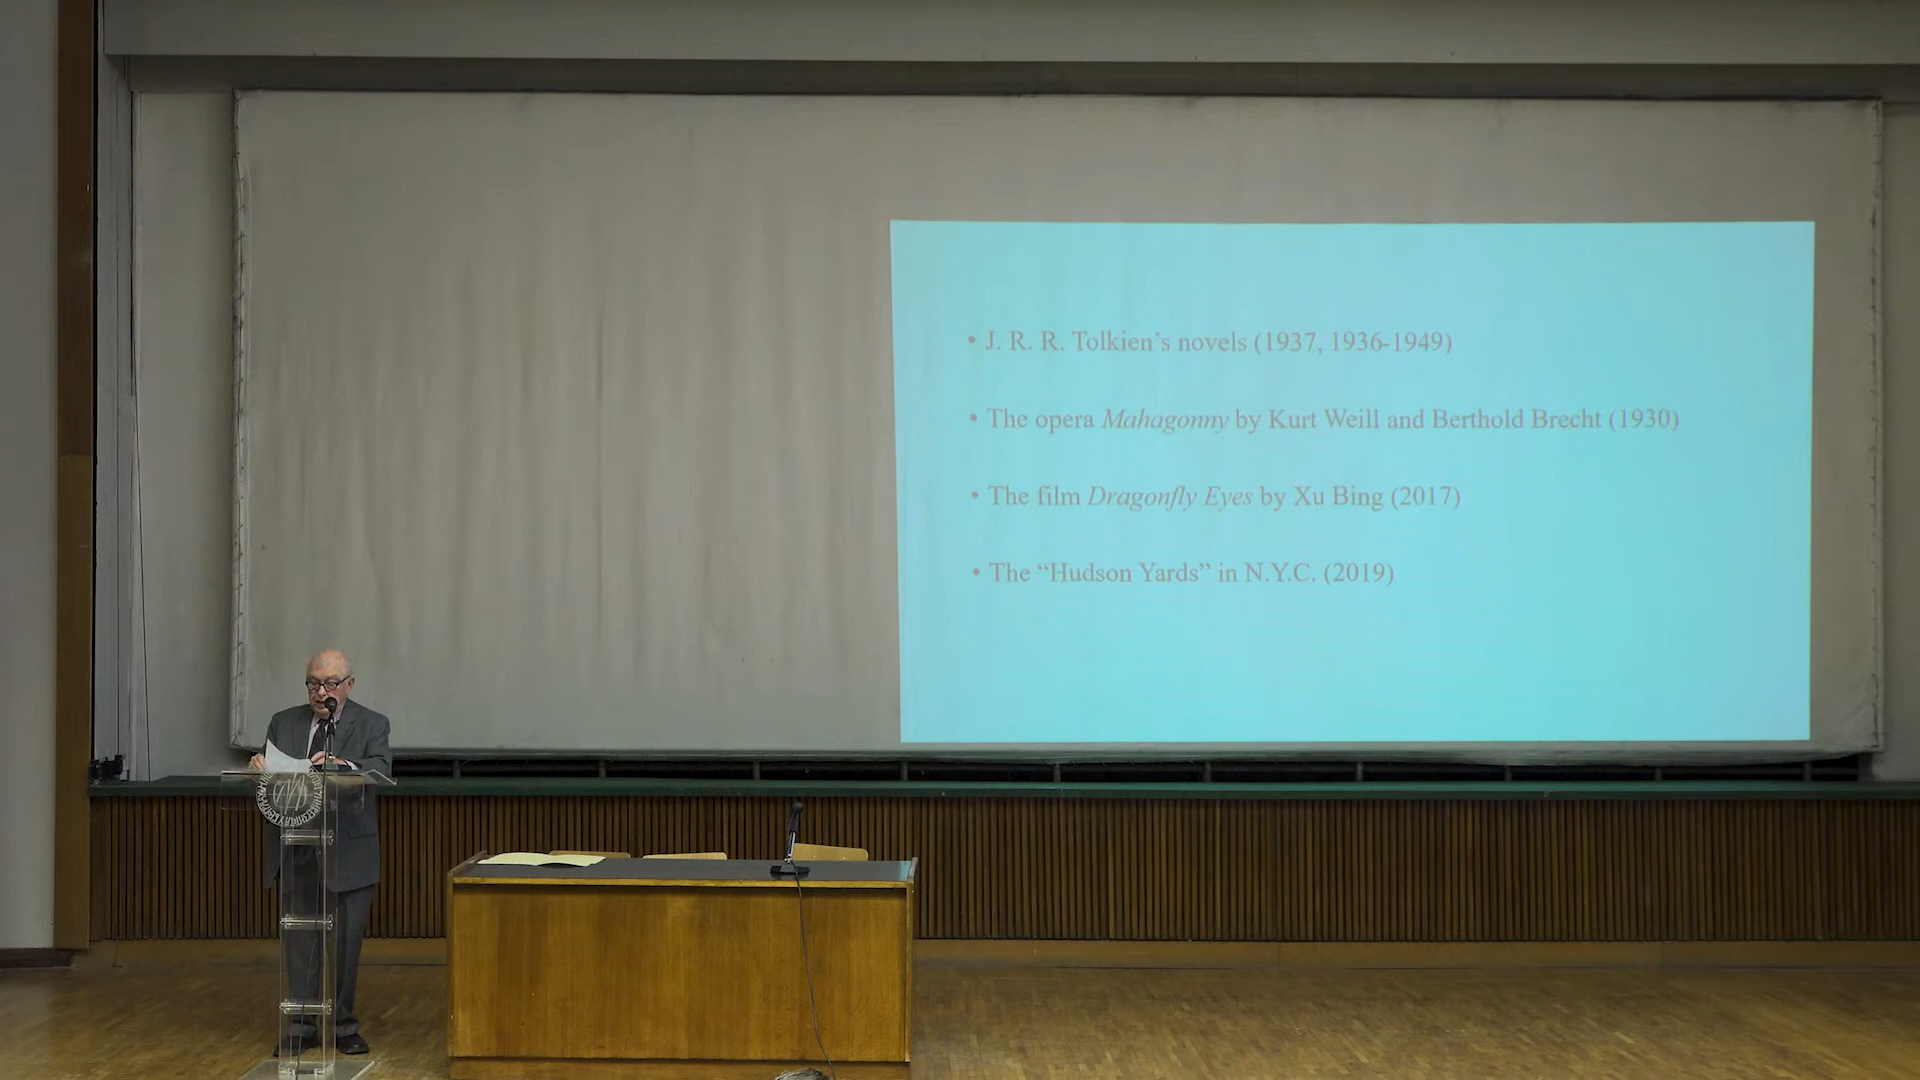 • J. R. R. Tolkien’s novels (1937, 1936-1949)
• The opera Mahagonny by Kurt Weill and Berthold Brecht (1930)
• The film Dragonfly Eyes by Xu Bing (2017)
• The “Hudson Yards” in N.Y.C. (2019)